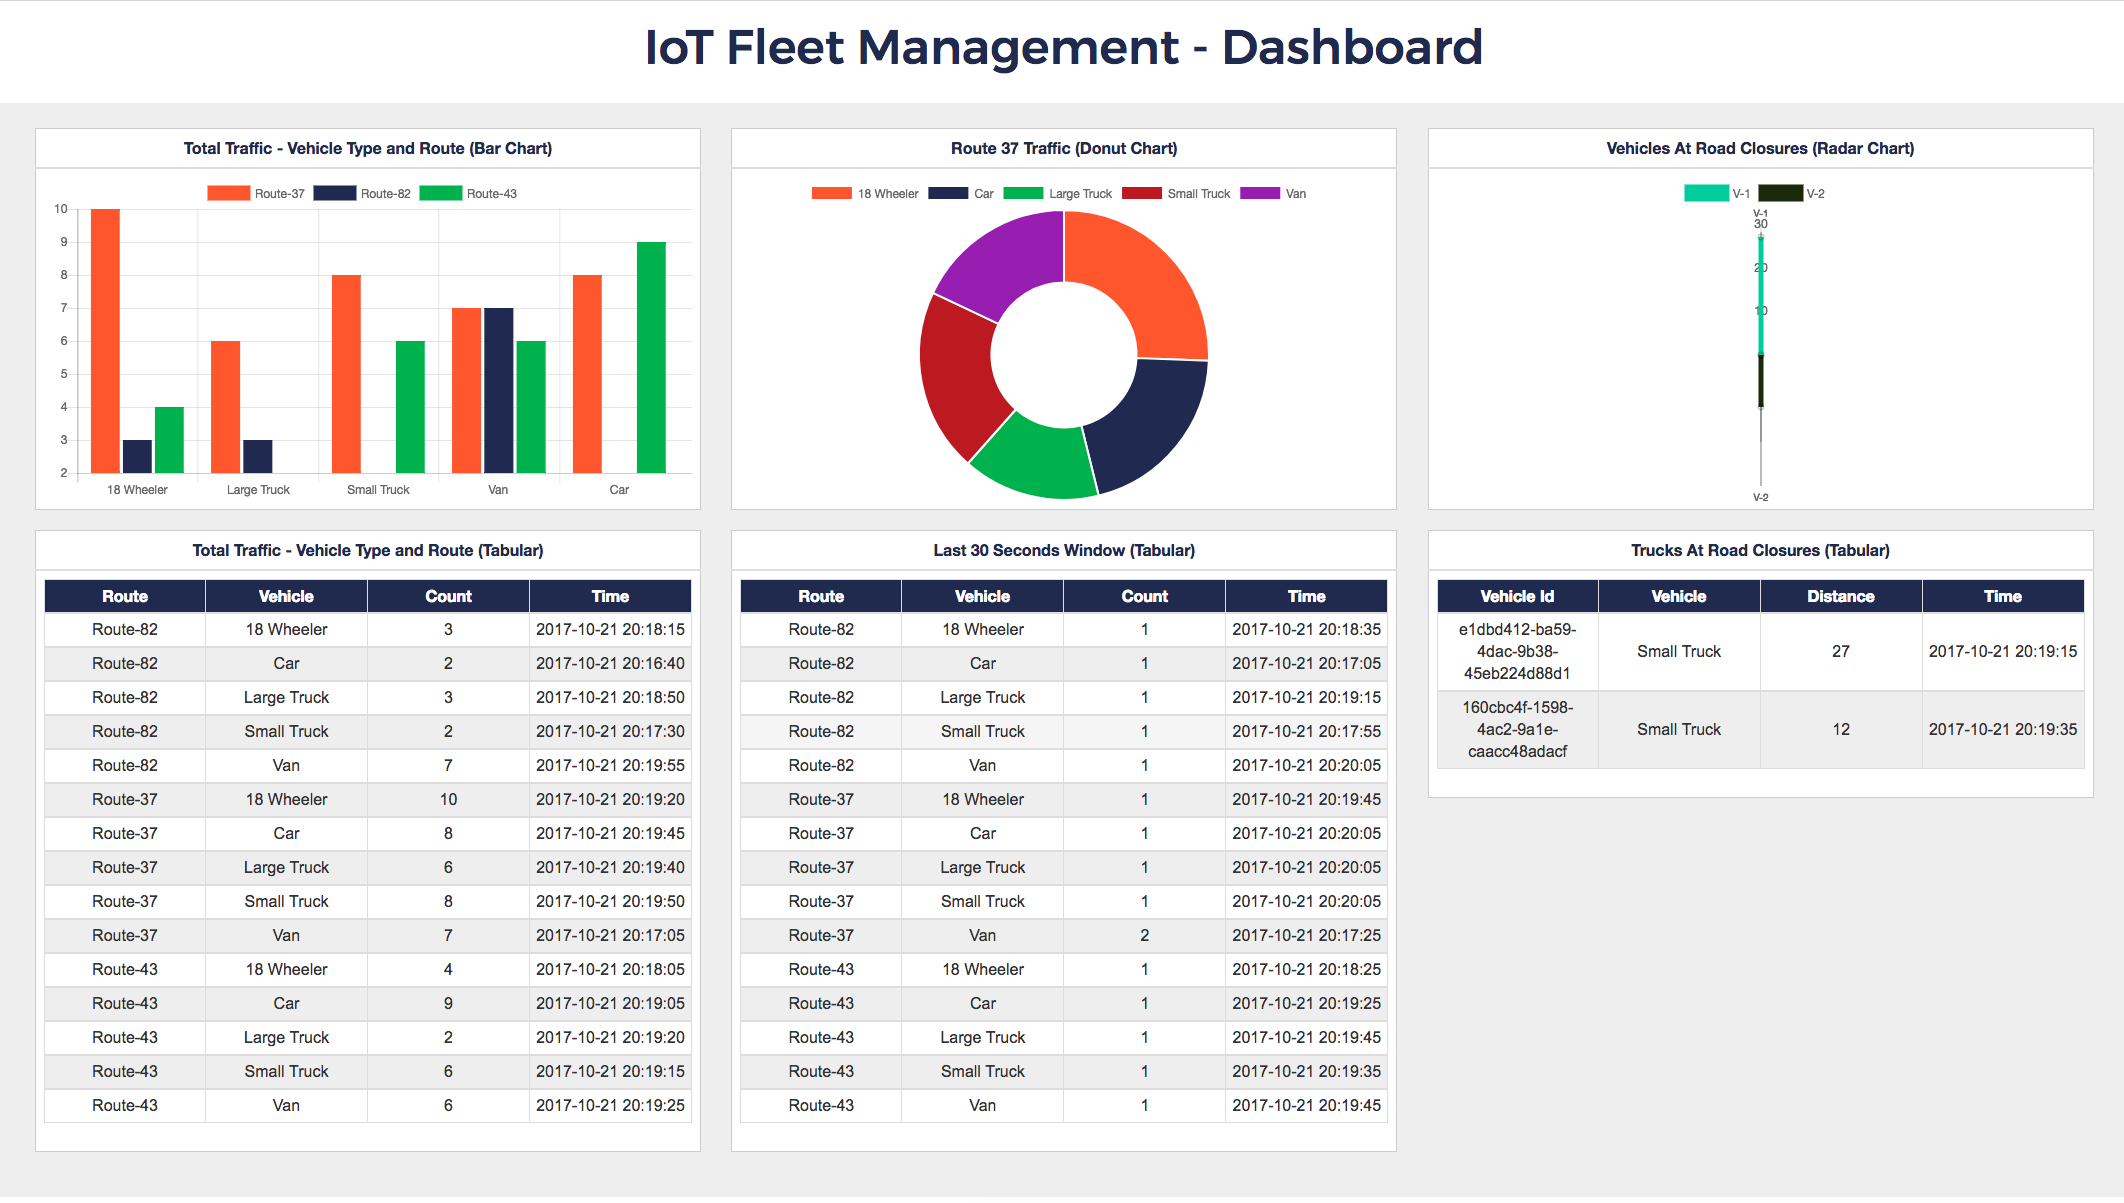 IoT Fleet Management - Dashboard
Total Traffic - Vehicle Type and Route (Bar Chart)
Route-37 Route-82 Route-43
10
9
8
7
6
5
4
3
2
18 Wheeler Large Truck Small Truck Van Car
Route 37 Traffic (Donut Chart)
18 Wheeler Car Large Truck Small Truck Van
Vehicles At Road Closures (Radar Chart)
V-1 V-2
V-1
30
20
10
V-2
Total Traffic - Vehicle Type and Route (Tabular)
Route Vehicle Count Time
Route-82 18 Wheeler 3 2017-10-21 20:18:15
Route-82 Car 2 2017-10-21 20:16:40
Route-82 Large Truck 3 2017-10-21 20:18:50
Route-82 Small Truck 2 2017-10-21 20:17:30
Route-82 Van 7 2017-10-21 20:19:55
Route-37 18 Wheeler 10 2017-10-21 20:19:20
Route-37 Car 8 2017-10-21 20:19:45
Route-37 Large Truck 6 2017-10-21 20:19:40
Route-37 Small Truck 8 2017-10-21 20:19:50
Route-37 Van 7 2017-10-21 20:17:05
Route-43 18 Wheeler 4 2017-10-21 20:18:05
Route-43 Car 9 2017-10-21 20:19:05
Route-43 Large Truck 2 2017-10-21 20:19:20
Route-43 Small Truck 6 2017-10-21 20:19:15
Route-43 Van 6 2017-10-21 20:19:25
Last 30 Seconds Window (Tabular)
Route Vehicle Count Time
Route-82 18 Wheeler 1 2017-10-21 20:18:35
Route-82 Car 1 2017-10-21 20:17:05
Route-82 Large Truck 1 2017-10-21 20:19:15
Route-82 Small Truck 1 2017-10-21 20:17:55
Route-82 Van 1 2017-10-21 20:20:05
Route-37 18 Wheeler 1 2017-10-21 20:19:45
Route-37 Car 1 2017-10-21 20:20:05
Route-37 Large Truck 1 2017-10-21 20:20:05
Route-37 Small Truck 1 2017-10-21 20:20:05
Route-37 Van 2 2017-10-21 20:17:25
Route-43 18 Wheeler 1 2017-10-21 20:18:25
Route-43 Car 1 2017-10-21 20:19:25
Route-43 Large Truck 1 2017-10-21 20:19:45
Route-43 Small Truck 1 2017-10-21 20:19:35
Route-43 Van 1 2017-10-21 20:19:45
Trucks At Road Closures (Tabular)
Vehicle Id Vehicle Distance Time
e1dbd412-ba59-
4dac-9b38- Small Truck 27 2017-10-21 20:19:15
45eb224d88d1
160cbc4f-1598-
4ac2-9a1e- Small Truck 12 2017-10-21 20:19:35
caacc48adacf